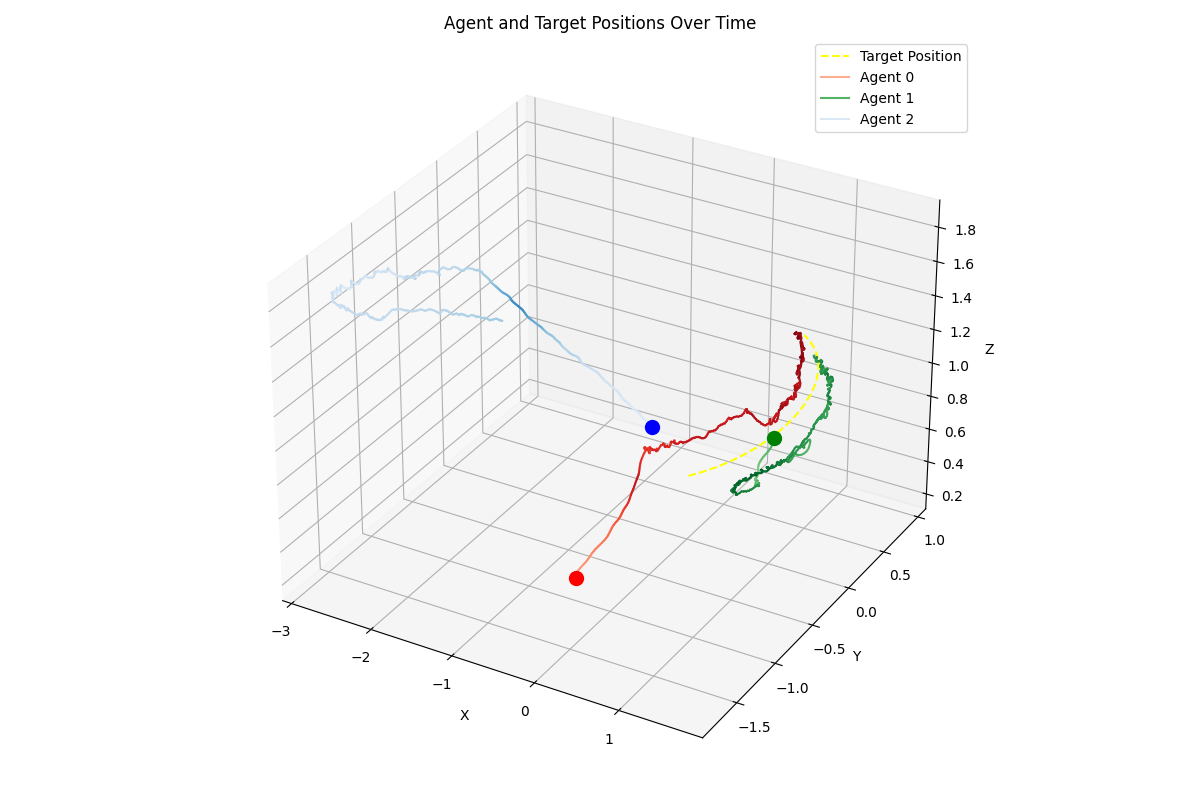 Agent and Target Positions Over Time
Target Position
Agent 0
Agent 1
Agent 2
1.8
1.6
1.4
1.2
1.0
0.8
0.6
0.4
0.2
Z
1.0
0.5
0.0
−0.5
−1.0
−1.5
Y
−3
−2
−1
0
1
X